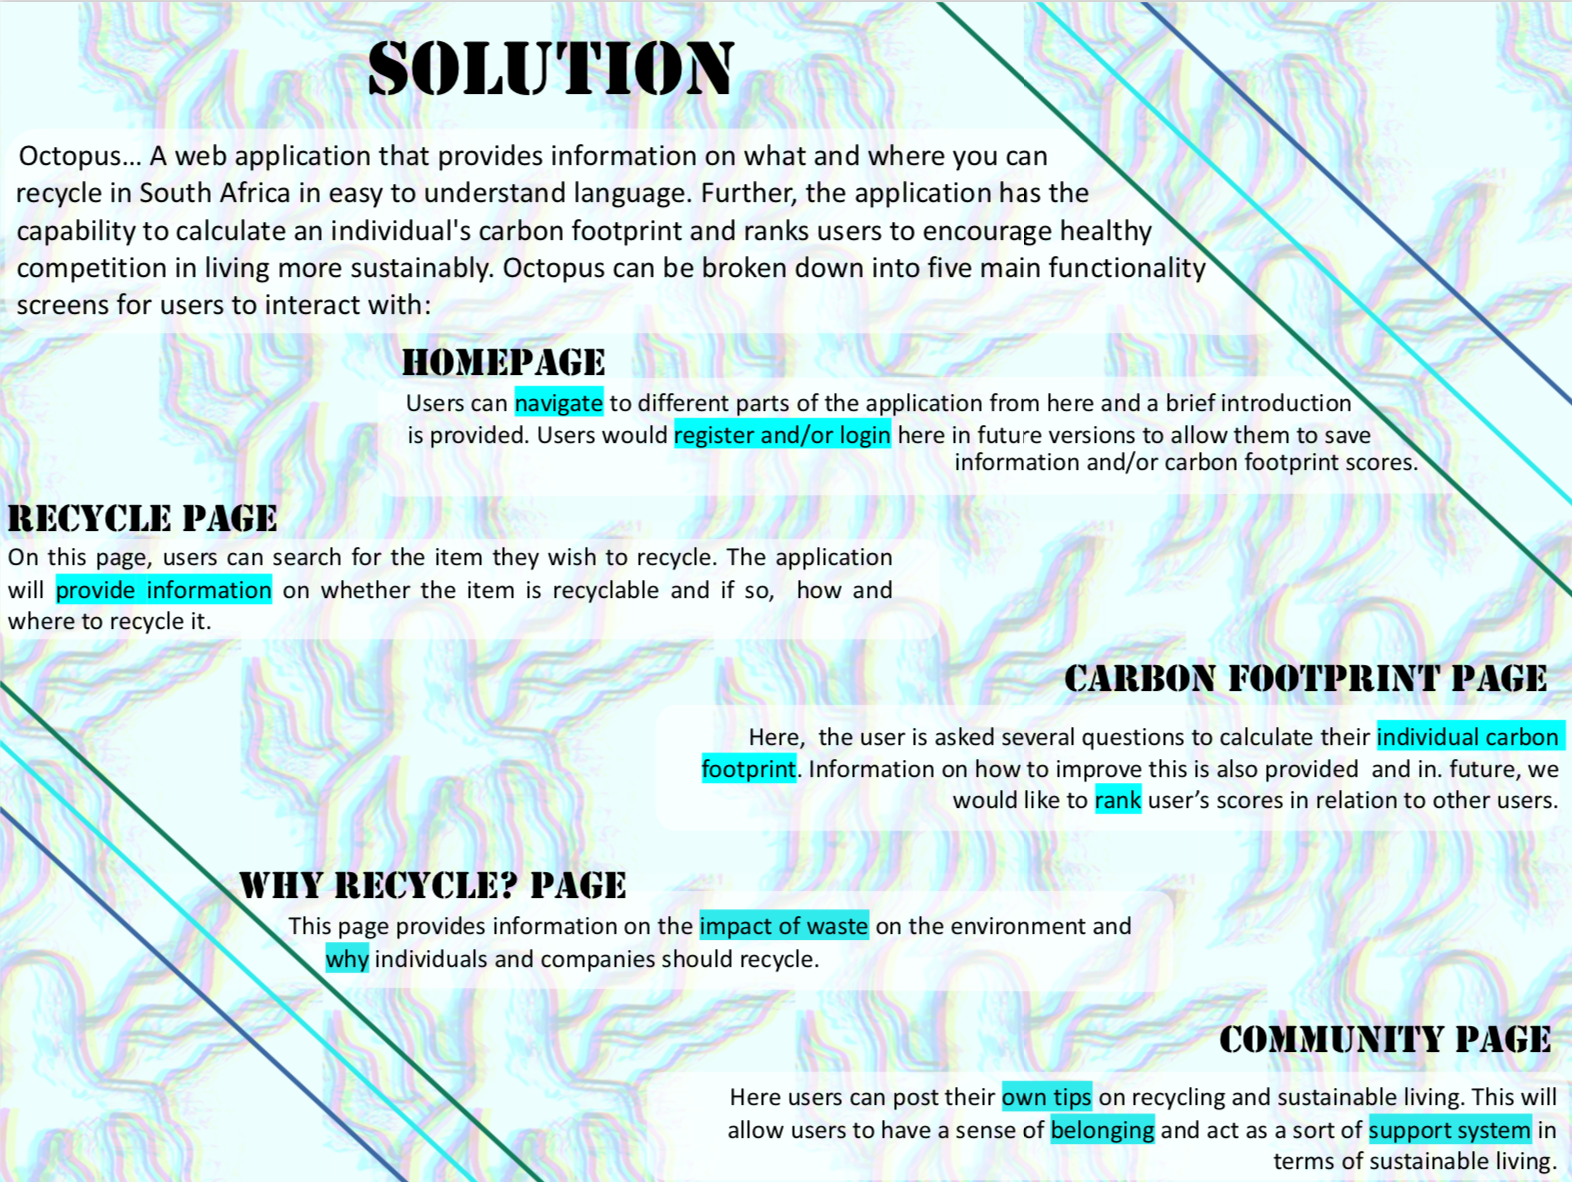 SOLUTION
Octopus... A web application that provides information on what and where you can
recycle in South Africa in easy to understand language. Further, the application has the
capability to calculate an individual's carbon footprint and ranks users to encourage healthy
competition in living more sustainably. Octopus can be broken down into five main functionality
screens for users to interact with:
HOMEPAGE
Users can navigate to different parts of the application from here and a brief introduction
is provided. Users would register and/or login here in future versions to allow them to save
information and/or carbon footprint scores.
RECYCLE PAGE
On this page, users can search for the item they wish to recycle. The application
will provide information on whether the item is recyclable and if so, how and
where to recycle it.
CARBON FOOTPRINT PAGE
Here, the user is asked several questions to calculate their individual carbon
footprint. Information on how to improve this is also provided and in. future, we
would like to rank user’s scores in relation to other users.
WHY RECYCLE? PAGE
This page provides information on the impact of waste on the environment and
why individuals and companies should recycle.
COMMUNITY PAGE
Here users can post their own tips on recycling and sustainable living. This will
allow users to have a sense of belonging and act as a sort of support system in
terms of sustainable living.